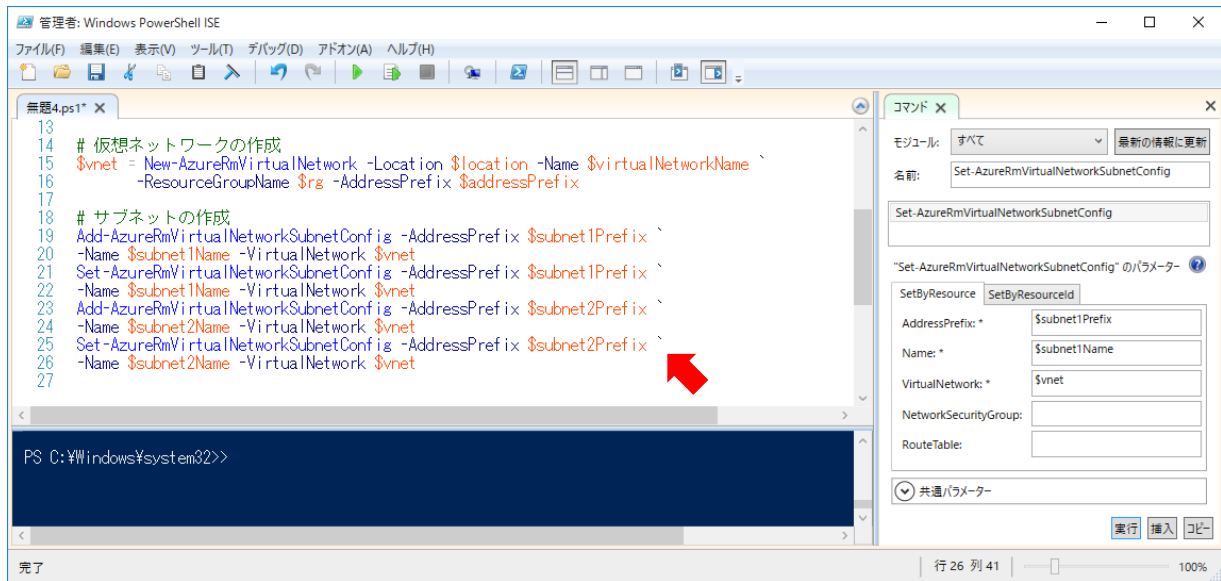 管理者: Windows PowerShell ISE
ファイル(F) 編集(E) 表示(V) ツール(T) デバッグ(D) アドオン(A) ヘルプ(H)
無題4.ps1* X
13
14 # 仮想ネットワークの作成
15 $vnet = New-AzureRmVirtualNetwork -Location $location -Name $virtualNetworkName `
16 -ResourceGroupName $rg -AddressPrefix $addressPrefix
17
18 # サブネットの作成
19 Add-AzureRmVirtualNetworkSubnetConfig -AddressPrefix $subnet1Prefix `
20 -Name $subnet1Name -VirtualNetwork $vnet
21 Set-AzureRmVirtualNetworkSubnetConfig -AddressPrefix $subnet1Prefix `
22 -Name $subnet1Name -VirtualNetwork $vnet
23 Add-AzureRmVirtualNetworkSubnetConfig -AddressPrefix $subnet2Prefix `
24 -Name $subnet2Name -VirtualNetwork $vnet
25 Set-AzureRmVirtualNetworkSubnetConfig -AddressPrefix $subnet2Prefix `
26 -Name $subnet2Name -VirtualNetwork $vnet
27
PS C:¥Windows¥system32>>
コマンド X
モジュール: すべて 最新の情報に更新
名前: Set-AzureRmVirtualNetworkSubnetConfig
Set-AzureRmVirtualNetworkSubnetConfig
"Set-AzureRmVirtualNetworkSubnetConfig" のパラメーター
SetByResource SetByResourceId
AddressPrefix: * $subnet1Prefix
Name: * $subnet1Name
VirtualNetwork: * $vnet
NetworkSecurityGroup:
RouteTable:
共通パラメーター
実行 挿入 コピー
完了 行 26 列 41 100%